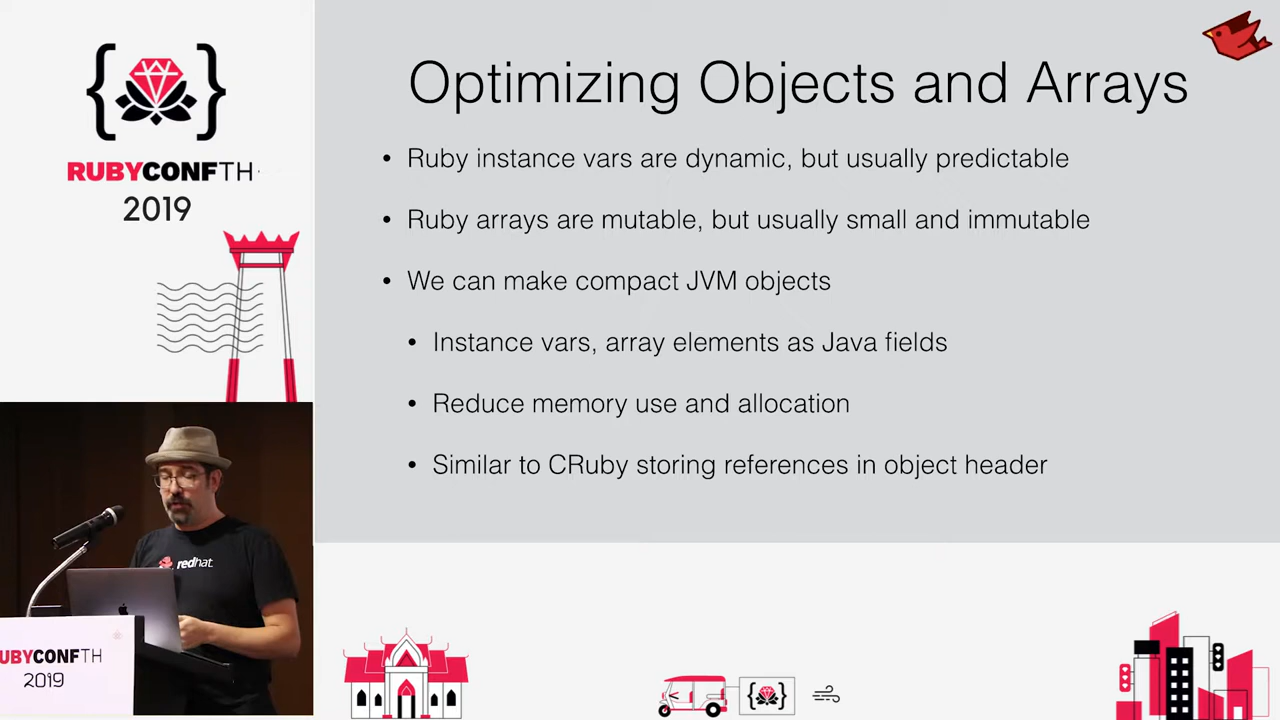 RUBYCONFTH
2019
Optimizing Objects and Arrays
• Ruby instance vars are dynamic, but usually predictable
• Ruby arrays are mutable, but usually small and immutable
• We can make compact JVM objects
• Instance vars, array elements as Java fields
• Reduce memory use and allocation
• Similar to CRuby storing references in object header
redhat
UBYCONFTH
2019